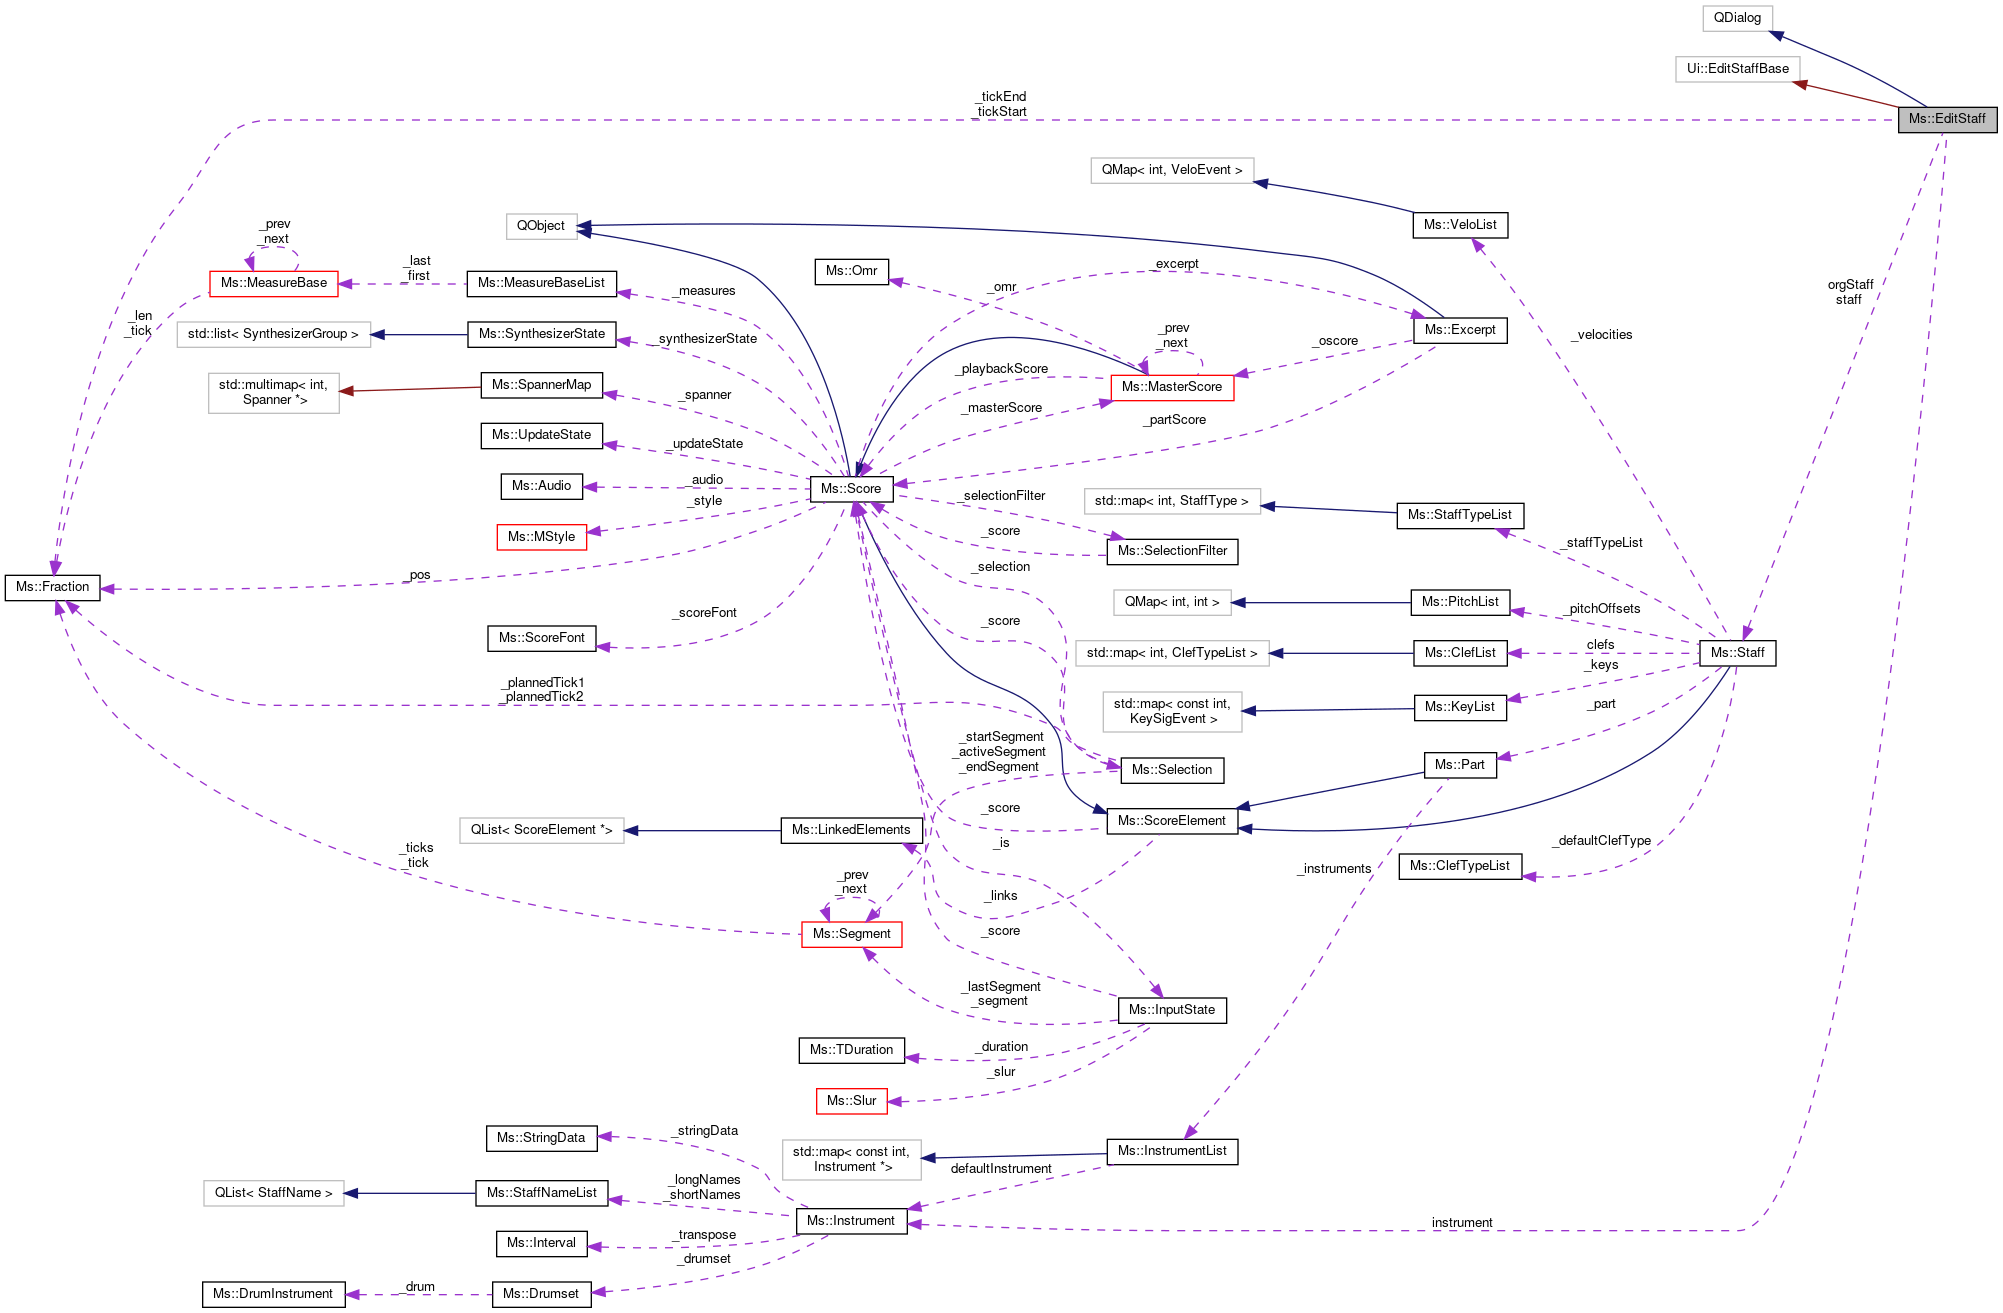 QDialog
Ui::EditStaffBase
_tickEnd
_tickStart
Ms::EditStaff
QMap< int, VeloEvent >
_prev
_next
QObject
Ms::VeloList
_last
_first
Ms::Omr
_excerpt
Ms::MeasureBase
Ms::MeasureBaseList
_measures
_omr
orgStaff
staff
_len
_tick
std::list< SynthesizerGroup >
Ms::SynthesizerState
_synthesizerState
_prev
_next
Ms::Excerpt
_velocities
_oscore
std::multimap< int,
Spanner *>
Ms::SpannerMap
_spanner
_playbackScore
Ms::MasterScore
_masterScore
_partScore
Ms::UpdateState
_updateState
Ms::Audio
_audio
Ms::Score
_style
_selectionFilter
std::map< int, StaffType >
Ms::StaffTypeList
Ms::MStyle
_score
Ms::SelectionFilter
_staffTypeList
_selection
_pos
Ms::Fraction
QMap< int, int >
Ms::PitchList
_pitchOffsets
_scoreFont
Ms::ScoreFont
_score
std::map< int, ClefTypeList >
Ms::ClefList
clefs
Ms::Staff
_keys
_plannedTick1
_plannedTick2
std::map< const int,
KeySigEvent >
Ms::KeyList
_part
_startSegment
_activeSegment
_endSegment
Ms::Selection
Ms::Part
_score
Ms::ScoreElement
QList< ScoreElement *>
Ms::LinkedElements
_is
_defaultClefType
_ticks
_tick
Ms::ClefTypeList
_instruments
_prev
_next
_links
Ms::Segment
_score
_lastSegment
_segment
Ms::InputState
Ms::TDuration
_duration
_slur
Ms::Slur
Ms::StringData
_stringData
std::map< const int,
Instrument *>
Ms::InstrumentList
defaultInstrument
QList< StaffName >
Ms::StaffNameList
_longNames
_shortNames
Ms::Instrument
instrument
_transpose
Ms::Interval
_drumset
Ms::DrumInstrument
_drum
Ms::Drumset